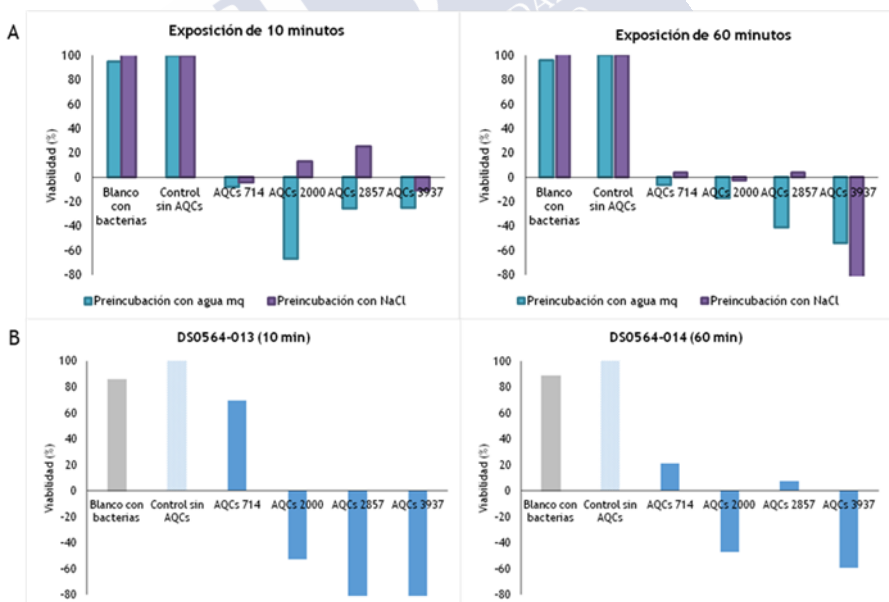 A
Exposición de 10 minutos
Viabilidad (%)
100
80
60
40
20
0
-20
-40
-60
-80
Blanco con bacterias
Control sin AQCs
AQCs 714
AQCs 2000
AQCs 2857
AQCs 3937
Preincubación con agua mq
Preincubación con NaCl
Exposición de 60 minutos
Viabilidad (%)
100
80
60
40
20
0
-20
-40
-60
-80
Blanco con bacterias
Control sin AQCs
AQCs 714
AQCs 2000
AQCs 2857
AQCs 3937
Preincubación con agua mq
Preincubación con NaCl
B
DS0564-013 (10 min)
Viabilidad (%)
100
80
60
40
20
0
-20
-40
-60
-80
Blanco con bacterias
Control sin AQCs
AQCs 714
AQCs 2000
AQCs 2857
AQCs 3937
DS0564-014 (60 min)
Viabilidad (%)
100
80
60
40
20
0
-20
-40
-60
-80
Blanco con bacterias
Control sin AQCs
AQCs 714
AQCs 2000
AQCs 2857
AQCs 3937